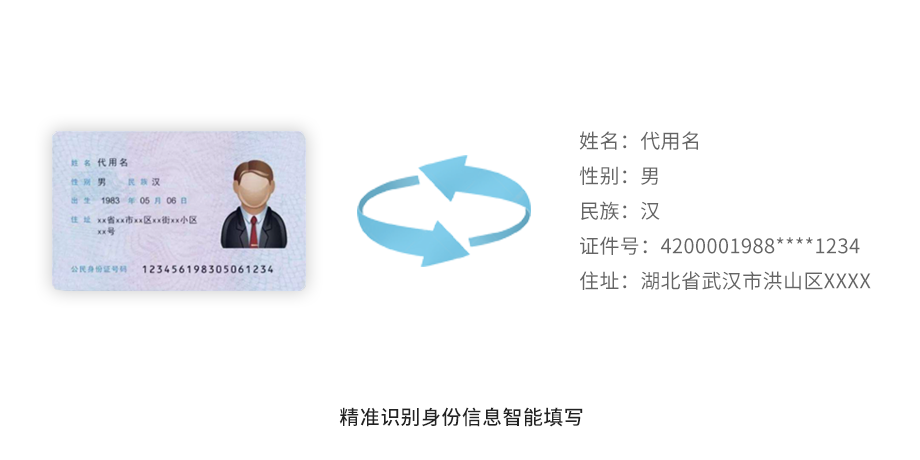 姓名 代用名
性别 男 民族 汉
出生 1983 年 05 月 06 日
住址 xx省xx市xx区xx街xx小区
xx号
公民身份证号码 123456198305061234
姓名：代用名
性别：男
民族：汉
证件号：4200001988****1234
住址：湖北省武汉市洪山区XXXX
精准识别身份信息智能填写